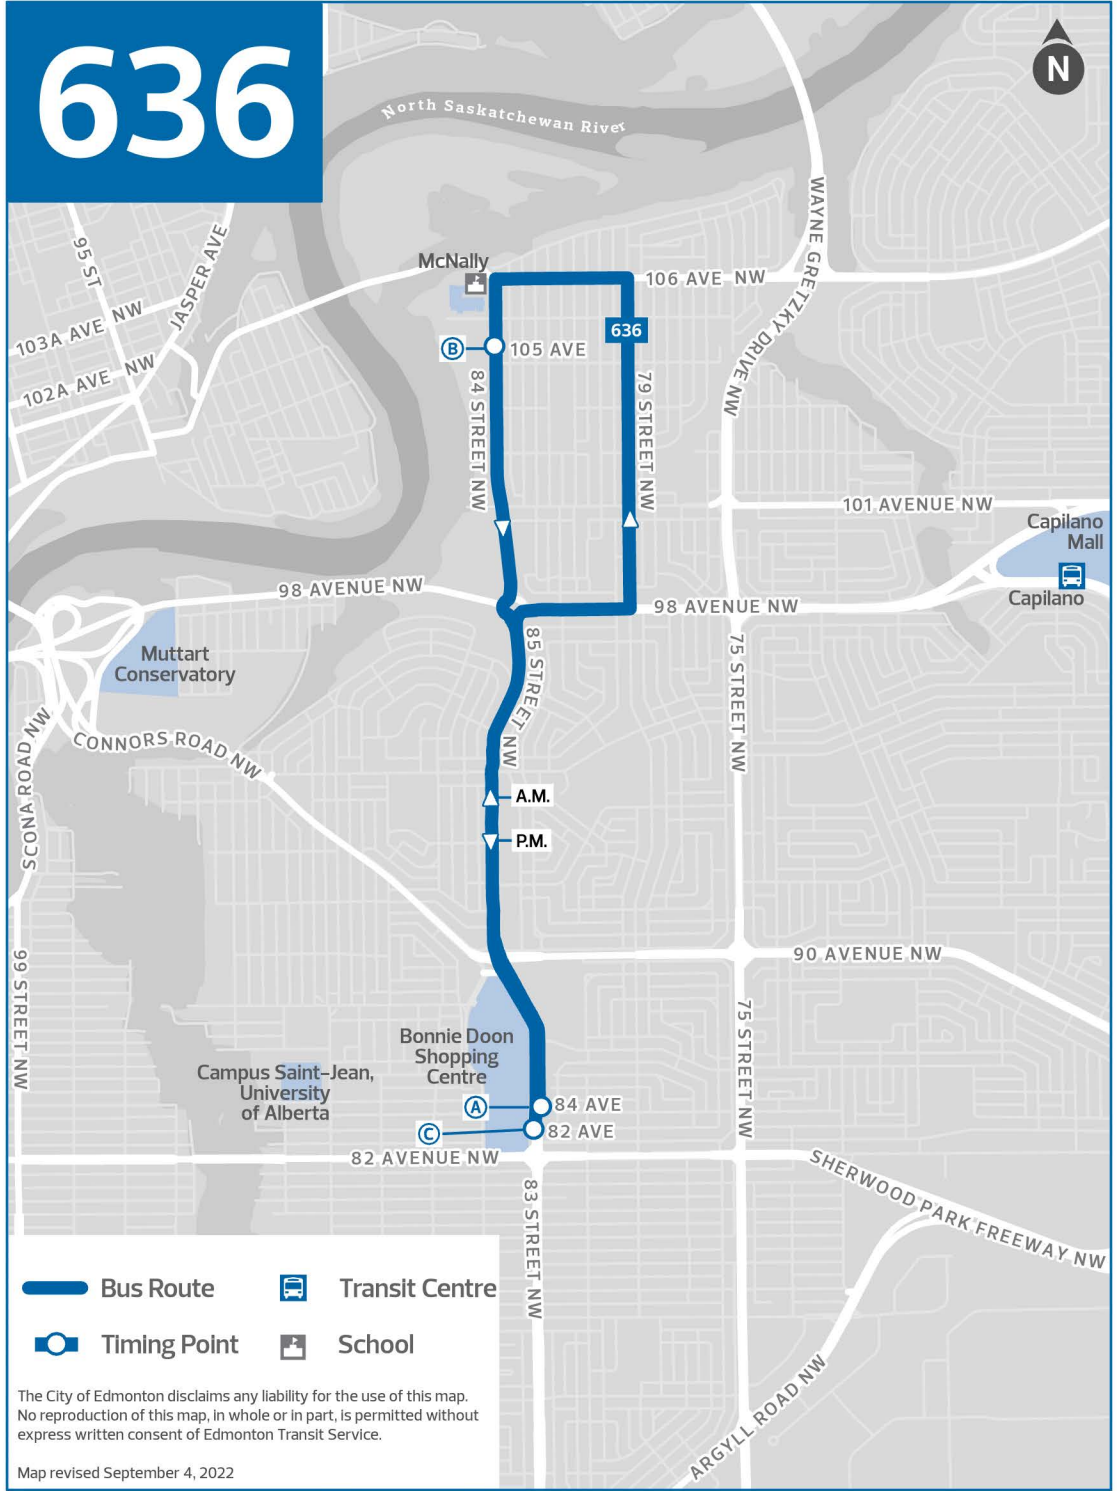 636
N
North Saskatchewan River
WAYNE GRETZKY DRIVE NW
95 ST
JASPER AVE
McNally
106 AVE NW
103A AVE NW
636
B
105 AVE
102A AVE NW
84 STREET NW
79 STREET NW
101 AVENUE NW
Capilano
Mall
98 AVENUE NW
Capilano
98 AVENUE NW
85 STREET NW
75 STREET NW
Muttart
Conservatory
SCONA ROAD NW
CONNORS ROAD NW
A.M.
P.M.
99 STREET NW
90 AVENUE NW
75 STREET NW
Bonnie Doon
Shopping
Centre
Campus Saint-Jean,
University
of Alberta
A
84 AVE
C
82 AVE
82 AVENUE NW
SHERWOOD PARK FREEWAY NW
83 STREET NW
ARGYLL ROAD NW
Bus Route
Transit Centre
Timing Point
School
The City of Edmonton disclaims any liability for the use of this map.
No reproduction of this map, in whole or in part, is permitted without
express written consent of Edmonton Transit Service.
Map revised September 4, 2022